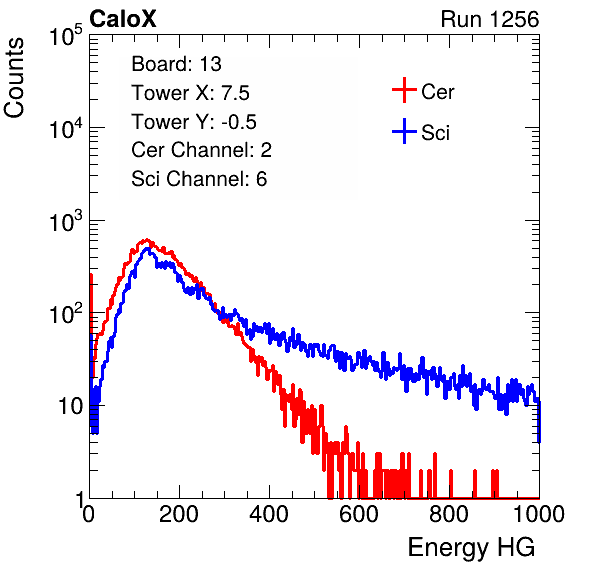 CaloX Run 1256
Counts
10^5
10^4
10^3
10^2
10
1
Board: 13
Tower X: 7.5
Tower Y: -0.5
Cer Channel: 2
Sci Channel: 6
Cer
Sci
0 200 400 600 800 1000
Energy HG